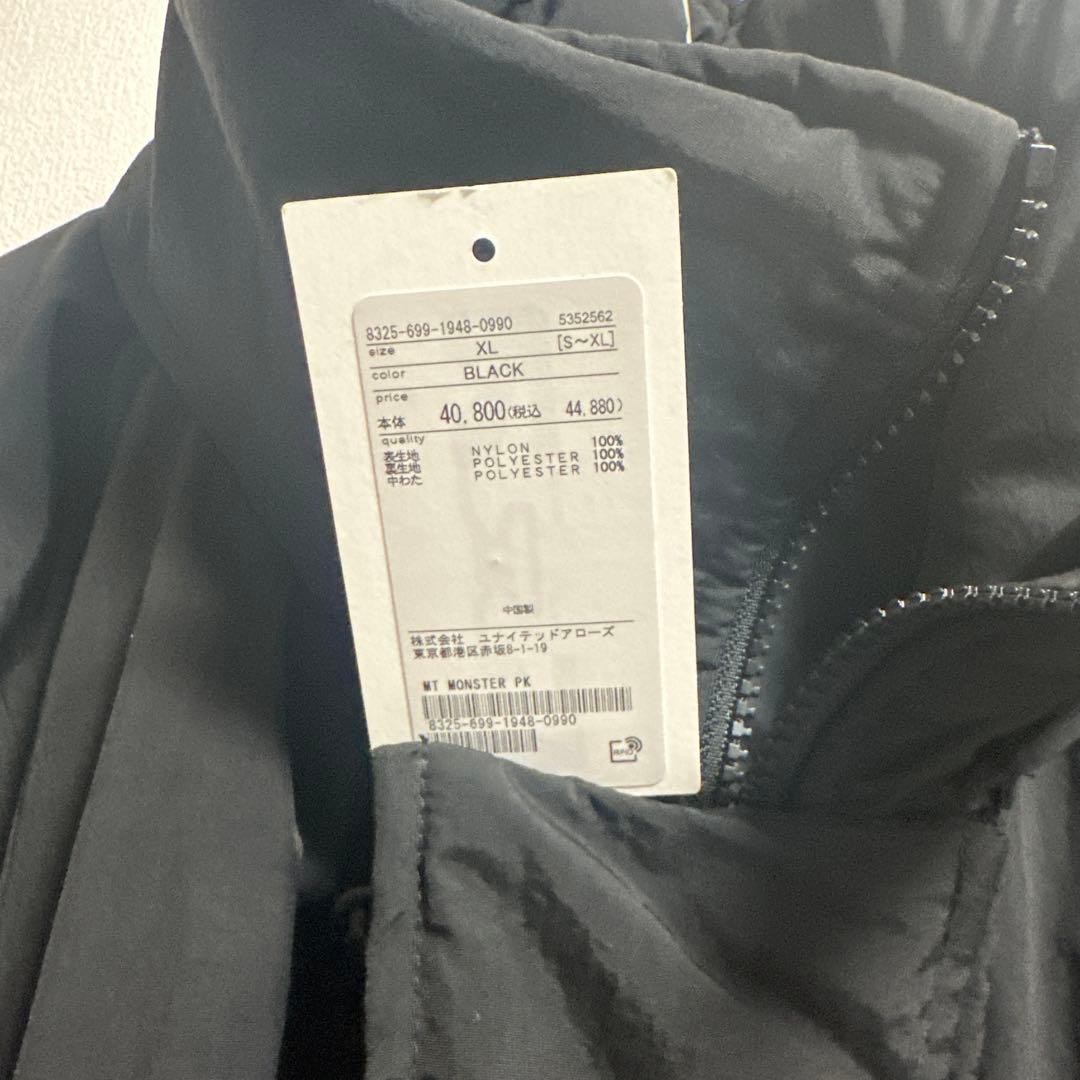 8325-699-1948-0990 5352562
size XL [S～XL]
color BLACK
price
本体 40,800(税込 44,880)
quality
表生地 NYLON 100%
裏生地 POLYESTER 100%
中わた POLYESTER 100%
中国製
株式会社 ユナイテッドアローズ
東京都港区赤坂8-1-19
MT MONSTER PK
8325-699-1948-0990
RFID